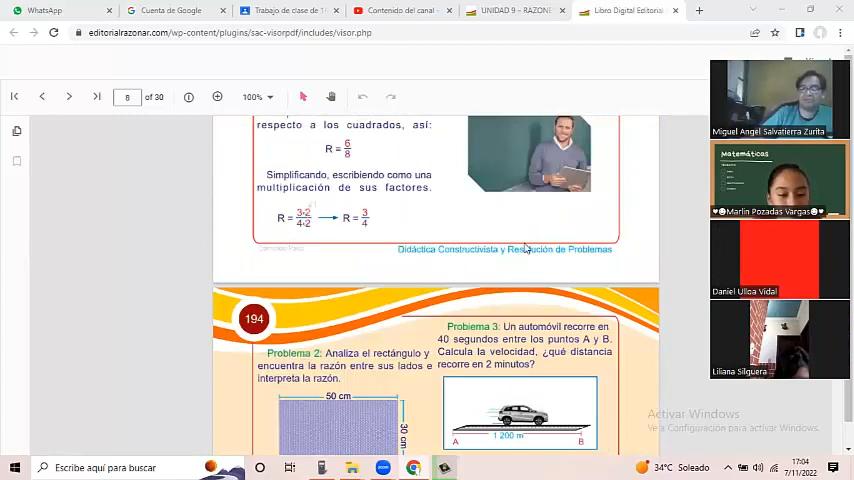 WhatsApp
Cuenta de Google
Trabajo de clase de 1
Contenido del canal -
UNIDAD 9 – RAZONE
Libro Digital Editorial
editorialrazonar.com/wp-content/plugins/sac-visorpdf/includes/visor.php
8 of 30
100%
respecto a los cuadrados, así:
R = 6/8
Simplificando, escribiendo como una
multiplicación de sus factores.
R = 3·2/4·2 → R = 3/4
Didáctica Constructivista y Resolución de Problemas
194
Problema 2: Analiza el rectángulo y
encuentra la razón entre sus lados e
interpreta la razón.
50 cm
30 cm
Problema 3: Un automóvil recorre en
40 segundos entre los puntos A y B.
Calcula la velocidad, ¿qué distancia
recorre en 2 minutos?
1 200 m
A
B
Miguel Angel Salvatierra Zurita
Matemáticas
Marlin Pozadas Vargas
Daniel Ulloa Vidal
Liliana Silguera
Activar Windows
Ve a Configuración para activar Windows.
Escribe aquí para buscar
34°C Soleado
17:04
7/11/2022